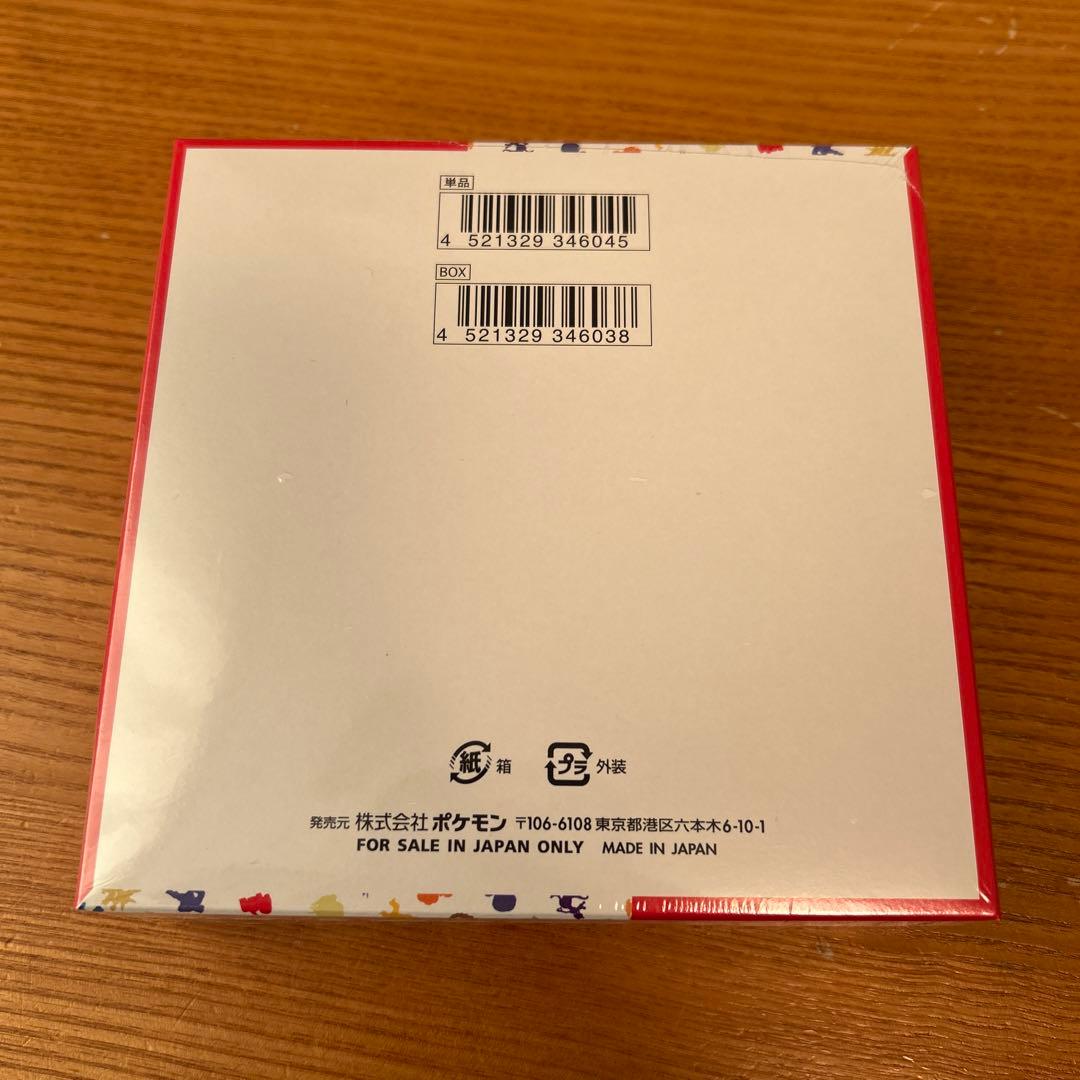 単品
4 521329 346045
BOX
4 521329 346038
紙 箱 プラ 外装
発売元 株式会社ポケモン 〒106-6108 東京都港区六本木6-10-1
FOR SALE IN JAPAN ONLY MADE IN JAPAN